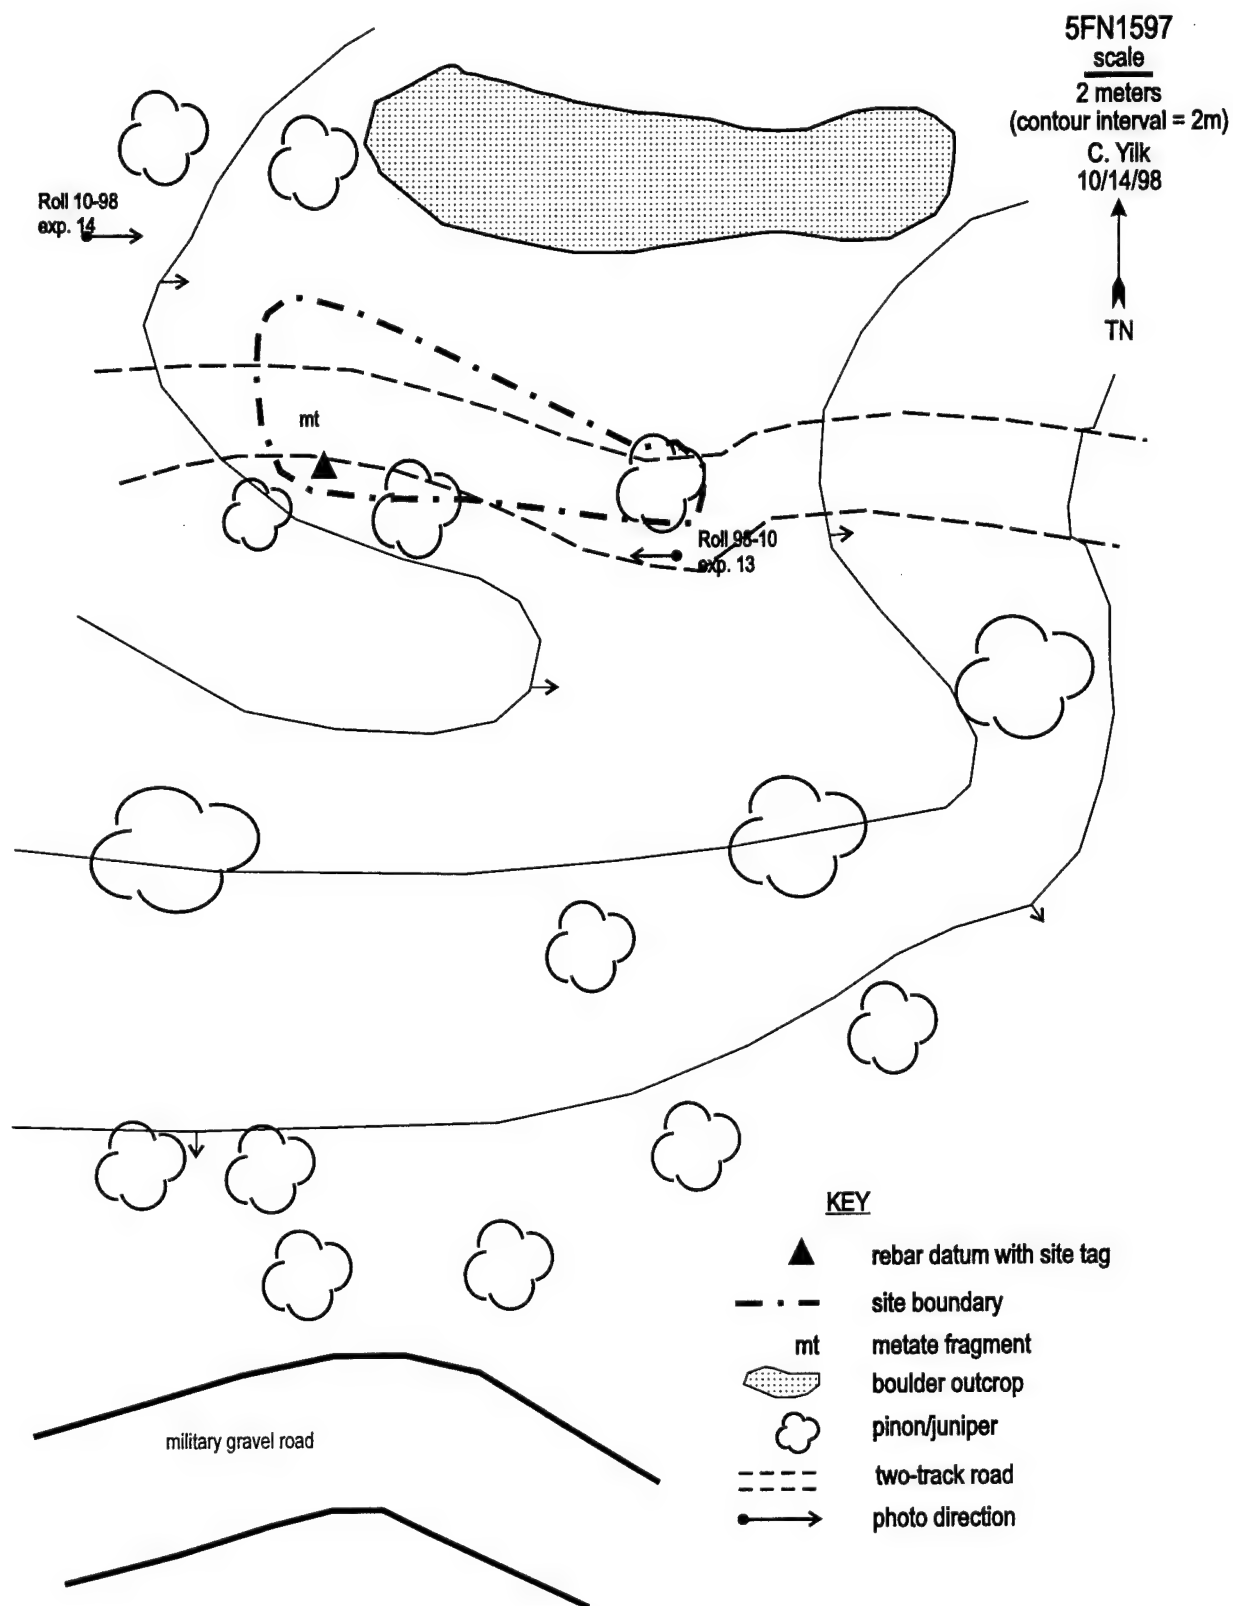 5FN1597
scale
2 meters
(contour interval = 2m)
C. Yilk
10/14/98
TN
Roll 10-98
exp. 14
mt
Roll 98-10
exp. 13
KEY
rebar datum with site tag
site boundary
mt metate fragment
boulder outcrop
pinon/juniper
two-track road
photo direction
military gravel road